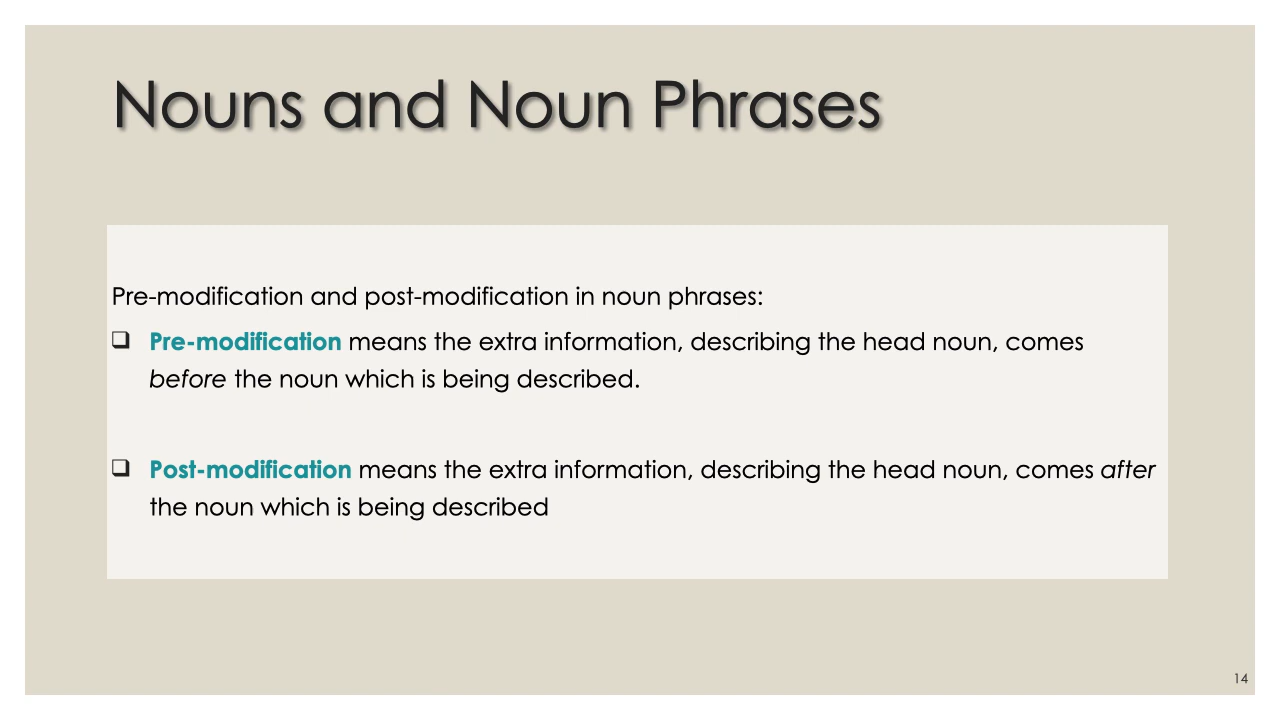 Nouns and Noun Phrases
Pre-modification and post-modification in noun phrases:
❑ Pre-modification means the extra information, describing the head noun, comes
before the noun which is being described.
❑ Post-modification means the extra information, describing the head noun, comes after
the noun which is being described
14